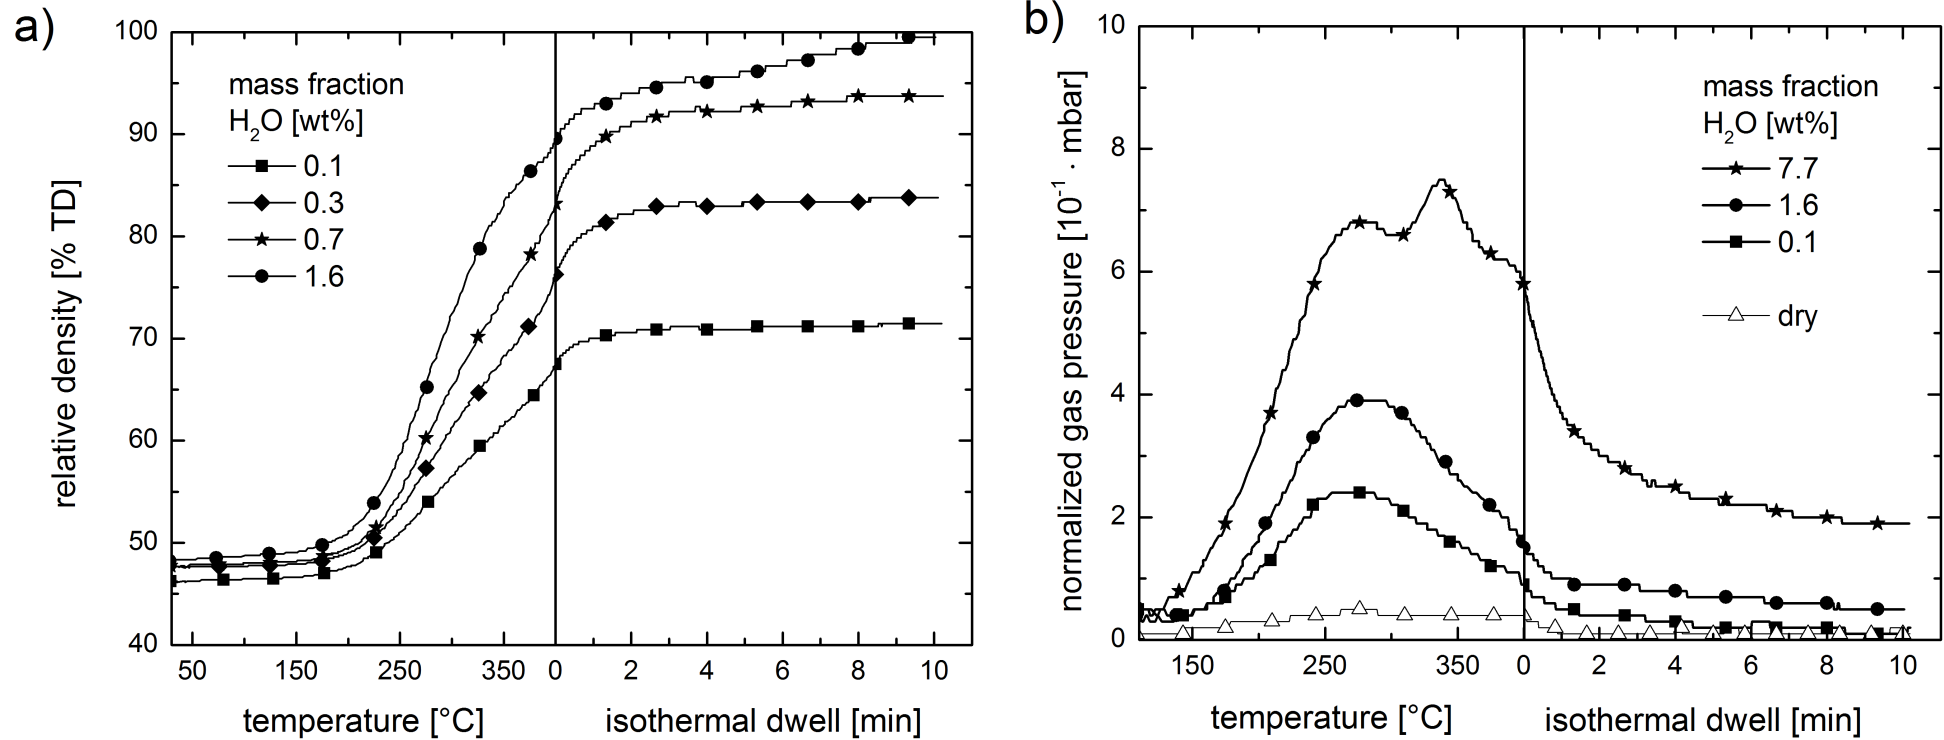 a)
100
90
80
70
60
50
40
relative density [% TD]
mass fraction
H₂O [wt%]
0.1
0.3
0.7
1.6
50 150 250 350 0 2 4 6 8 10
temperature [°C] isothermal dwell [min]
b)
10
8
6
4
2
0
normalized gas pressure [10⁻¹ · mbar]
mass fraction
H₂O [wt%]
7.7
1.6
0.1
dry
150 250 350 0 2 4 6 8 10
temperature [°C] isothermal dwell [min]